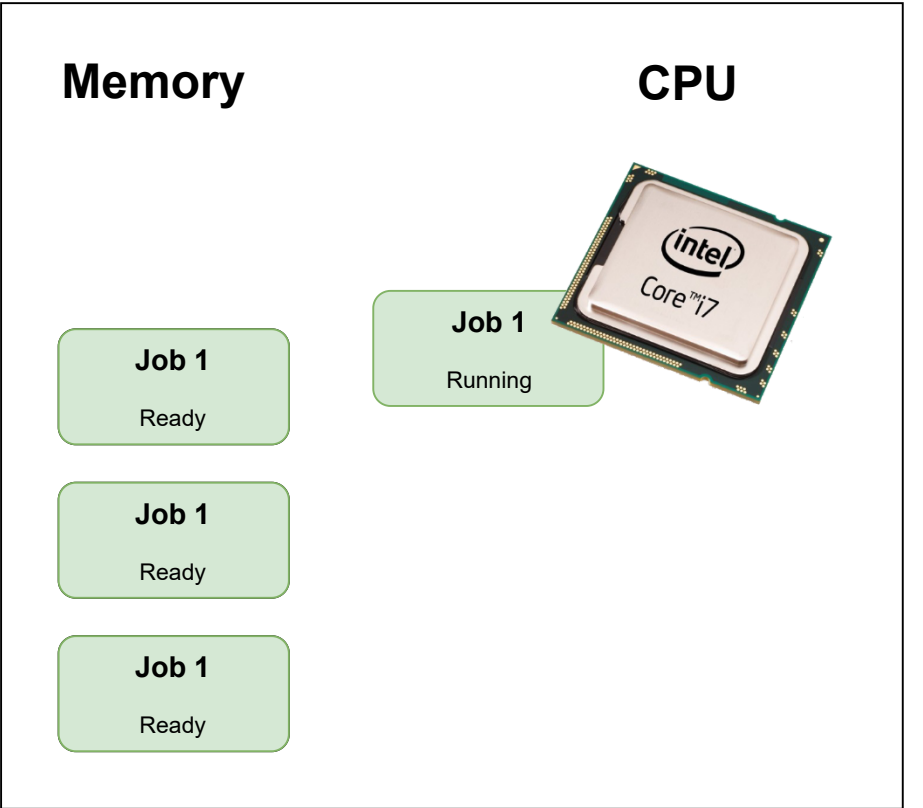 Memory
CPU
intel
Core™i7
Job 1
Running
Job 1
Ready
Job 1
Ready
Job 1
Ready